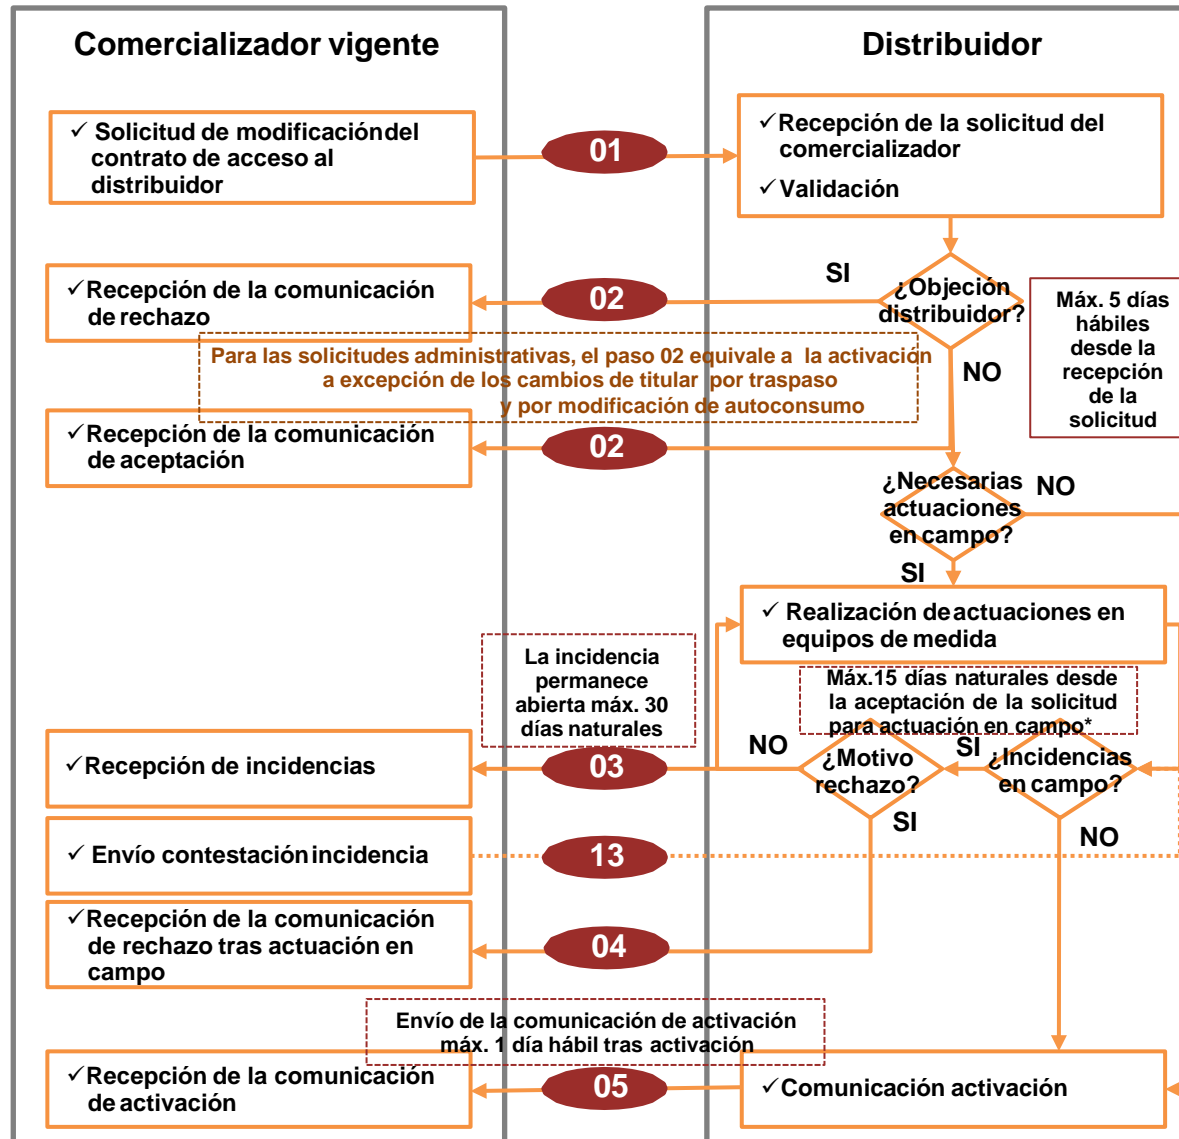 Comercializador vigente
Distribuidor
✓ Solicitud de modificación del
contrato de acceso al
distribuidor
01
✓Recepción de la solicitud del
comercializador
✓ Validación
SI
✓Recepción de la comunicación
de rechazo
02
¿Objeción
distribuidor?
Máx. 5 días
hábiles
desde la
recepción
de la
solicitud
Para las solicitudes administrativas, el paso 02 equivale a la activación
a excepción de los cambios de titular por traspaso
y por modificación de autoconsumo
NO
✓Recepción de la comunicación
de aceptación
02
¿Necesarias
actuaciones
en campo?
NO
SI
✓ Realización de actuaciones en
equipos de medida
La incidencia
permanece
abierta máx. 30
días naturales
Máx.15 días naturales desde
la aceptación de la solicitud
para actuación en campo*
✓Recepción de incidencias
03
NO
¿Motivo
rechazo?
SI
¿Incidencias
en campo?
SI
NO
✓ Envío contestación incidencia
13
✓Recepción de la comunicación
de rechazo tras actuación en
campo
04
Envío de la comunicación de activación
máx. 1 día hábil tras activación
✓Recepción de la comunicación
de activación
05
✓Comunicación activación